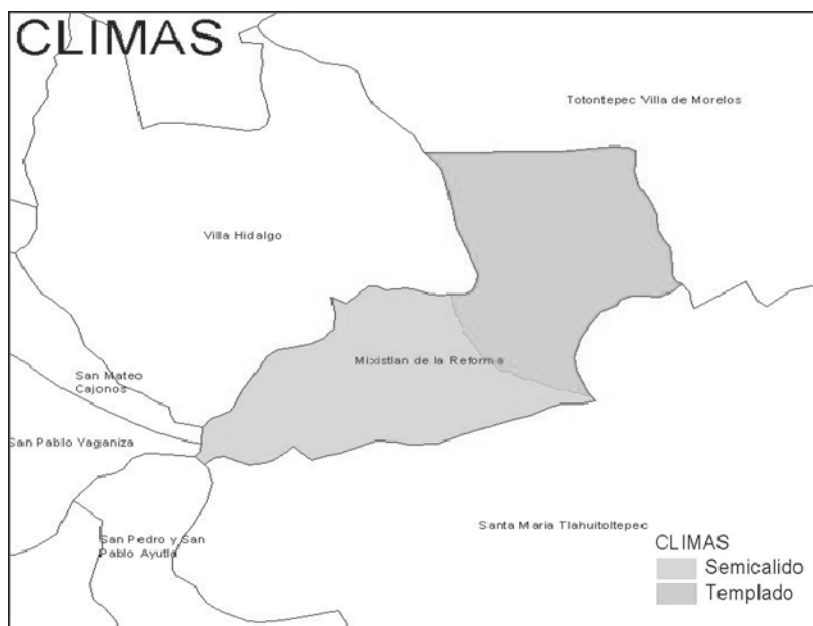 CLIMAS
Totontepec Villa de Morelos
Villa Hidalgo
Mixistlan de la Reforma
San Mateo
Cajonos
San Pablo Yaganiza
San Pedro y San
Pablo Ayutla
Santa Maria Tlahuitoltepec
CLIMAS
Semicalido
Templado